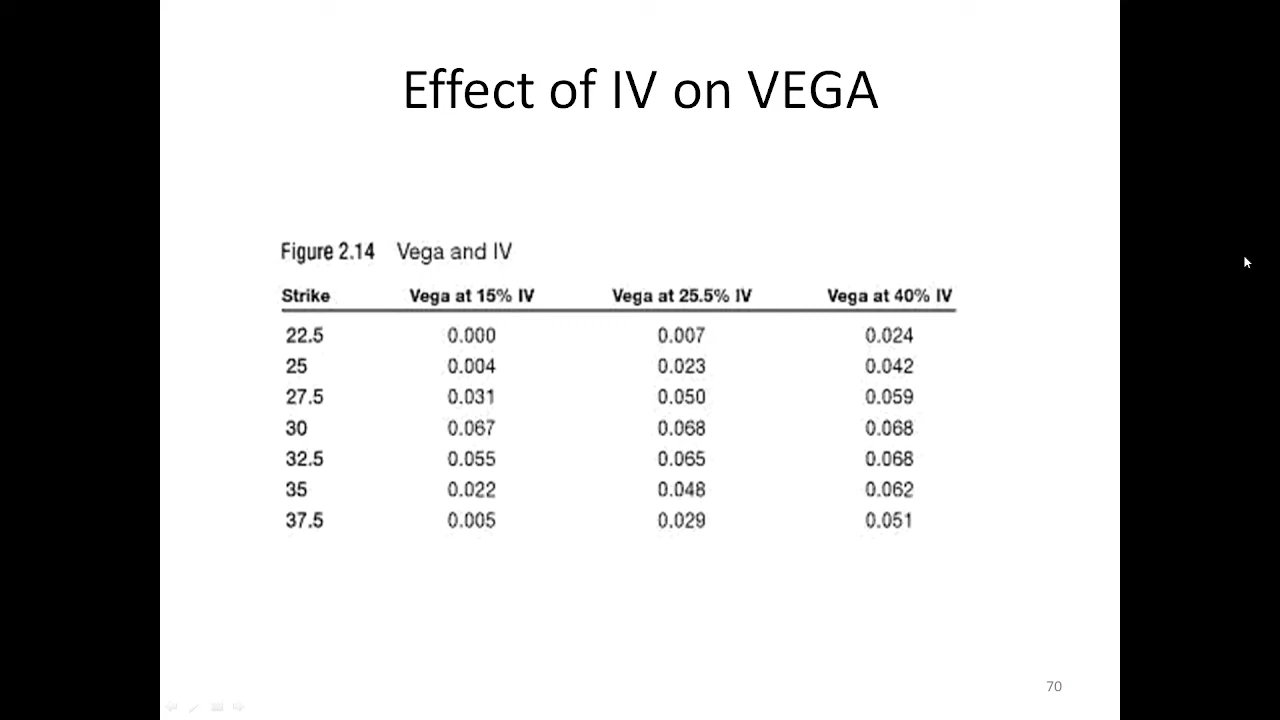 Effect of IV on VEGA
Figure 2.14 Vega and IV
Strike Vega at 15% IV Vega at 25.5% IV Vega at 40% IV
22.5 0.000 0.007 0.024
25 0.004 0.023 0.042
27.5 0.031 0.050 0.059
30 0.067 0.068 0.068
32.5 0.055 0.065 0.068
35 0.022 0.048 0.062
37.5 0.005 0.029 0.051
70